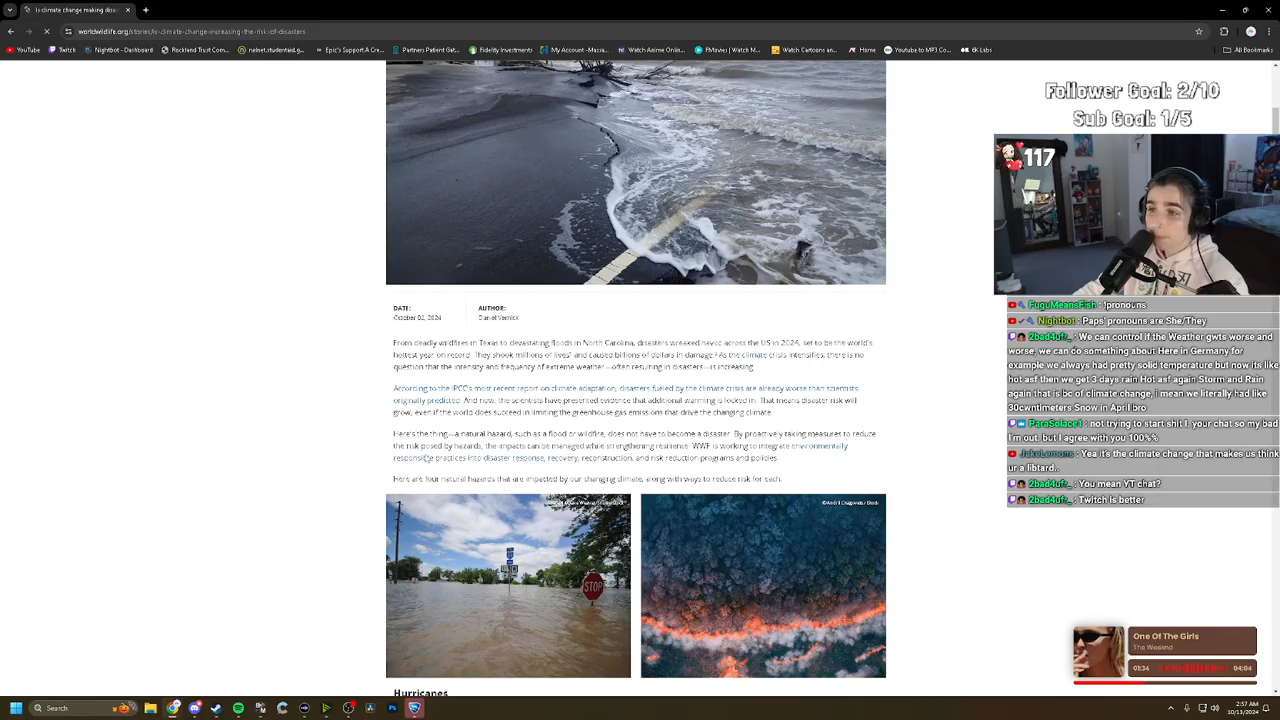 Is climate change making disa
worldwildlife.org/stories/is-climate-change-increasing-the-risk-of-disasters
YouTube
Twitch
Nightbot - Dashboard
Rockland Trust Com...
nelnet.studentaid.g...
Epic's Support A Cre...
Partners Patient Gat...
Fidelity Investments
My Account - Massa...
Watch Anime Onlin...
FMovies | Watch M...
Watch Cartoons an...
Home
Youtube to MP3 Co...
6k Labs
All Bookmarks
Follower Goal: 2/10
Sub Goal: 1/5
117
DATE:
October 02, 2024
AUTHOR:
Daniel Vernick
From deadly wildfires in Texas to devastating floods in North Carolina, disasters wreaked havoc across the US in 2024, set to be the world's
hottest year on record. They shook millions of lives and caused billions of dollars in damage. As the climate crisis intensifies, there is no
question that the intensity and frequency of extreme weather—often resulting in disasters—is increasing.
According to the IPCC's most recent report on climate adaptation, disasters fueled by the climate crisis are already worse than scientists
originally predicted. And now, the scientists have presented evidence that additional warming is locked in. That means disaster risk will
grow, even if the world does succeed in limiting the greenhouse gas emissions that drive the changing climate.
Here's the thing—a natural hazard, such as a flood or wildfire, does not have to become a disaster. By proactively taking measures to reduce
the risk posed by hazards, the impacts can be managed while strengthening resilience. WWF is working to integrate environmentally
responsible practices into disaster response, recovery, reconstruction, and risk reduction programs and policies.
Here are four natural hazards that are impacted by our changing climate, along with ways to reduce risk for each.
STOP
Hurricanes
FuguMeansFish : !pronouns
Nightbot : Paps' pronouns are She/They
2bad4uf2_ : We can control if the Weather gwts worse and
worse, we can do something about Here in Germany for
example we always had pretty solid temperature but now its like
hot asf then we get 3 days rain Hot asf again Storm and Rain
again that is bc of climate change, i mean we literally had like
30cwntimeters Snow in April bro
ParaSolace1 : not trying to start shit I. your chat so my bad
I'm out.. but I agree with you 100%
JakeLemons : Yea it's the climate change that makes us think
ur a libtard..
: You mean YT chat?
: Twitch is better
One Of The Girls
The Weeknd
01:34
04:04
Search
2:57 AM
10/13/2024